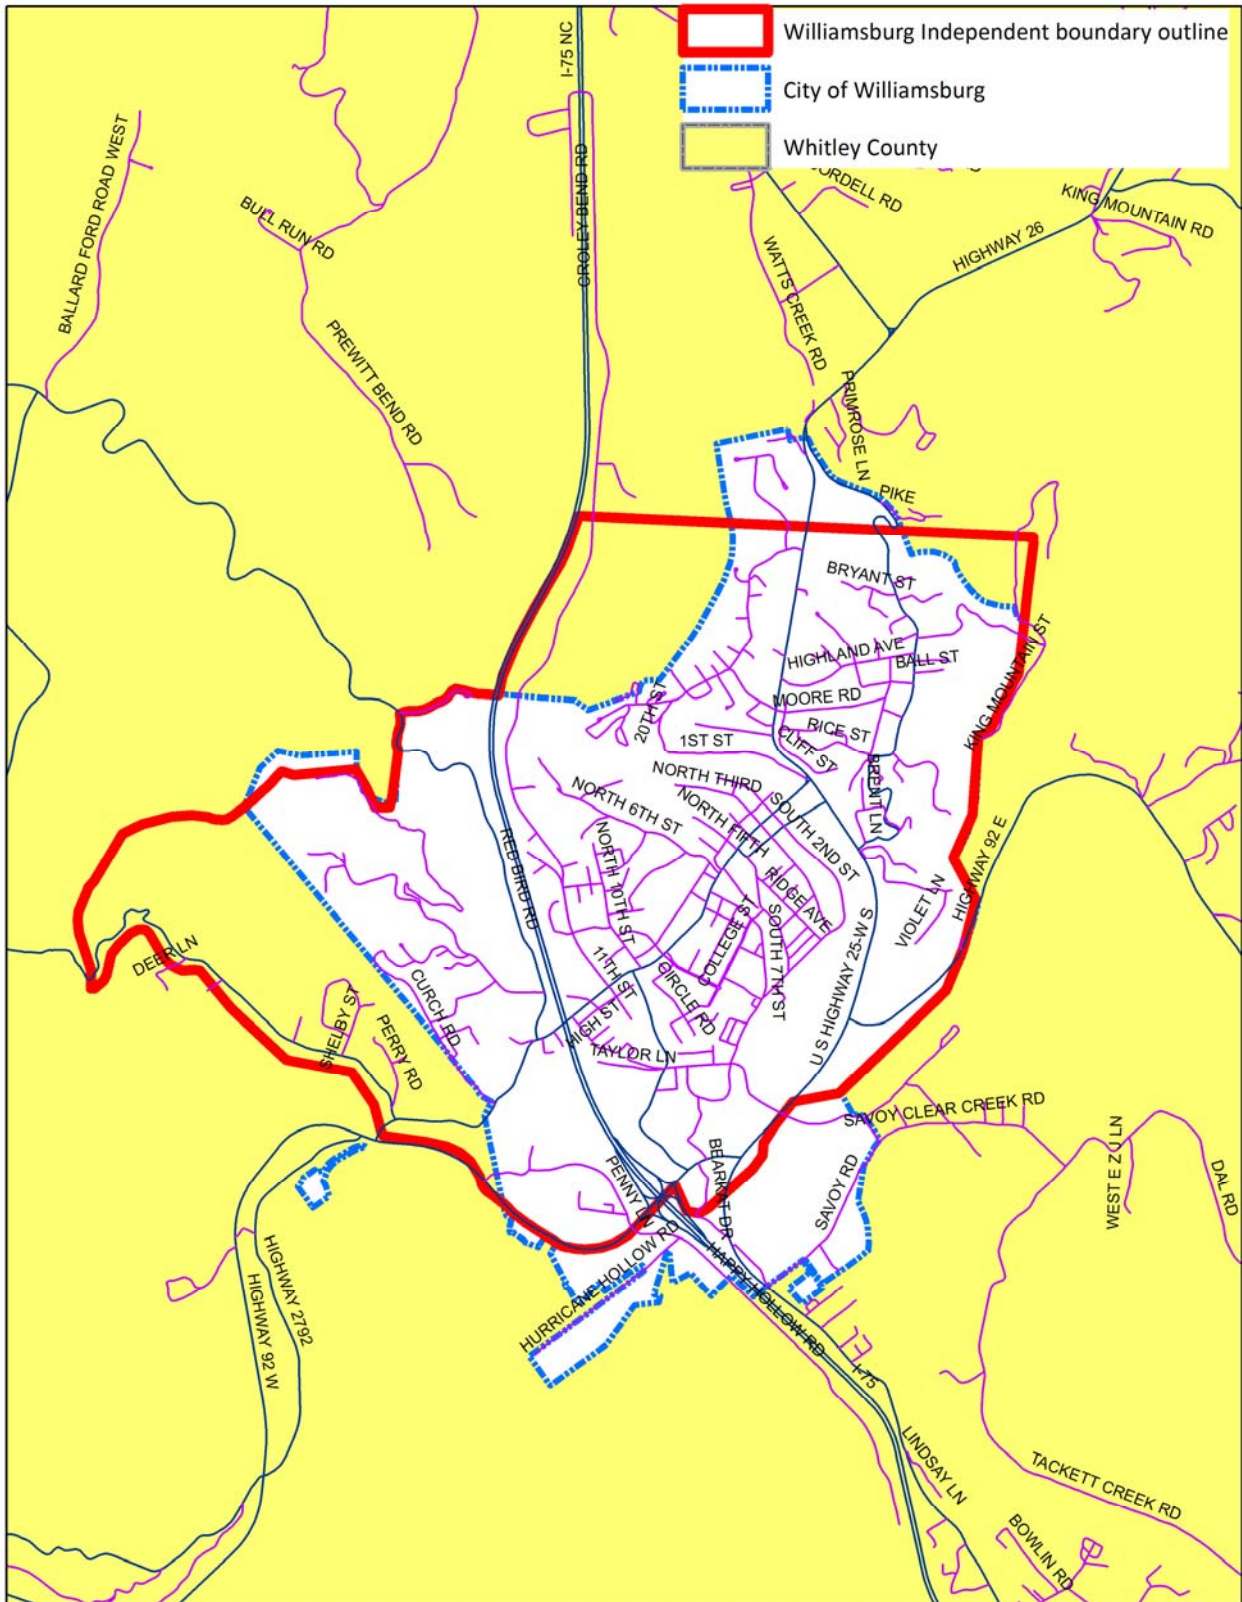 Williamsburg Independent boundary outline
City of Williamsburg
Whitley County
I-75 NC
BALLARD FORD ROAD WEST
BULL RUN RD
CROLEY BEND RD
KING MOUNTAIN RD
HIGHWAY 26
WATTS CREEK RD
PREWITT BEND RD
PRIMROSE LN
PIKE
BRYANT ST
HIGHLAND AVE
BALL ST
KING MOUNTAIN ST
20TH ST
MOORE RD
RICE ST
1ST ST
CLIFF ST
NORTH THIRD
BRENT LN
NORTH 6TH ST
NORTH FIFTH
SOUTH 2ND ST
RED BIRD RD
NORTH 10TH ST
RIDGE AVE
HIGHWAY 92 E
VIOLET LN
COLLEGE ST
SOUTH 7TH ST
DEER LN
11TH ST
CIRCLE RD
U S HIGHWAY 25-W S
CURCH RD
SHELBY ST
PERRY RD
HIGH ST
TAYLOR LN
SAVOY CLEAR CREEK RD
WEST E Z J LN
DAL RD
PENNY LN
BEARKAT DR
SAVOY RD
HURRICANE HOLLOW RD
HAPPY HOLLOW RD
HIGHWAY 2792
HIGHWAY 92 W
I-75
LINDSAY LN
TACKETT CREEK RD
BOWLIN RD